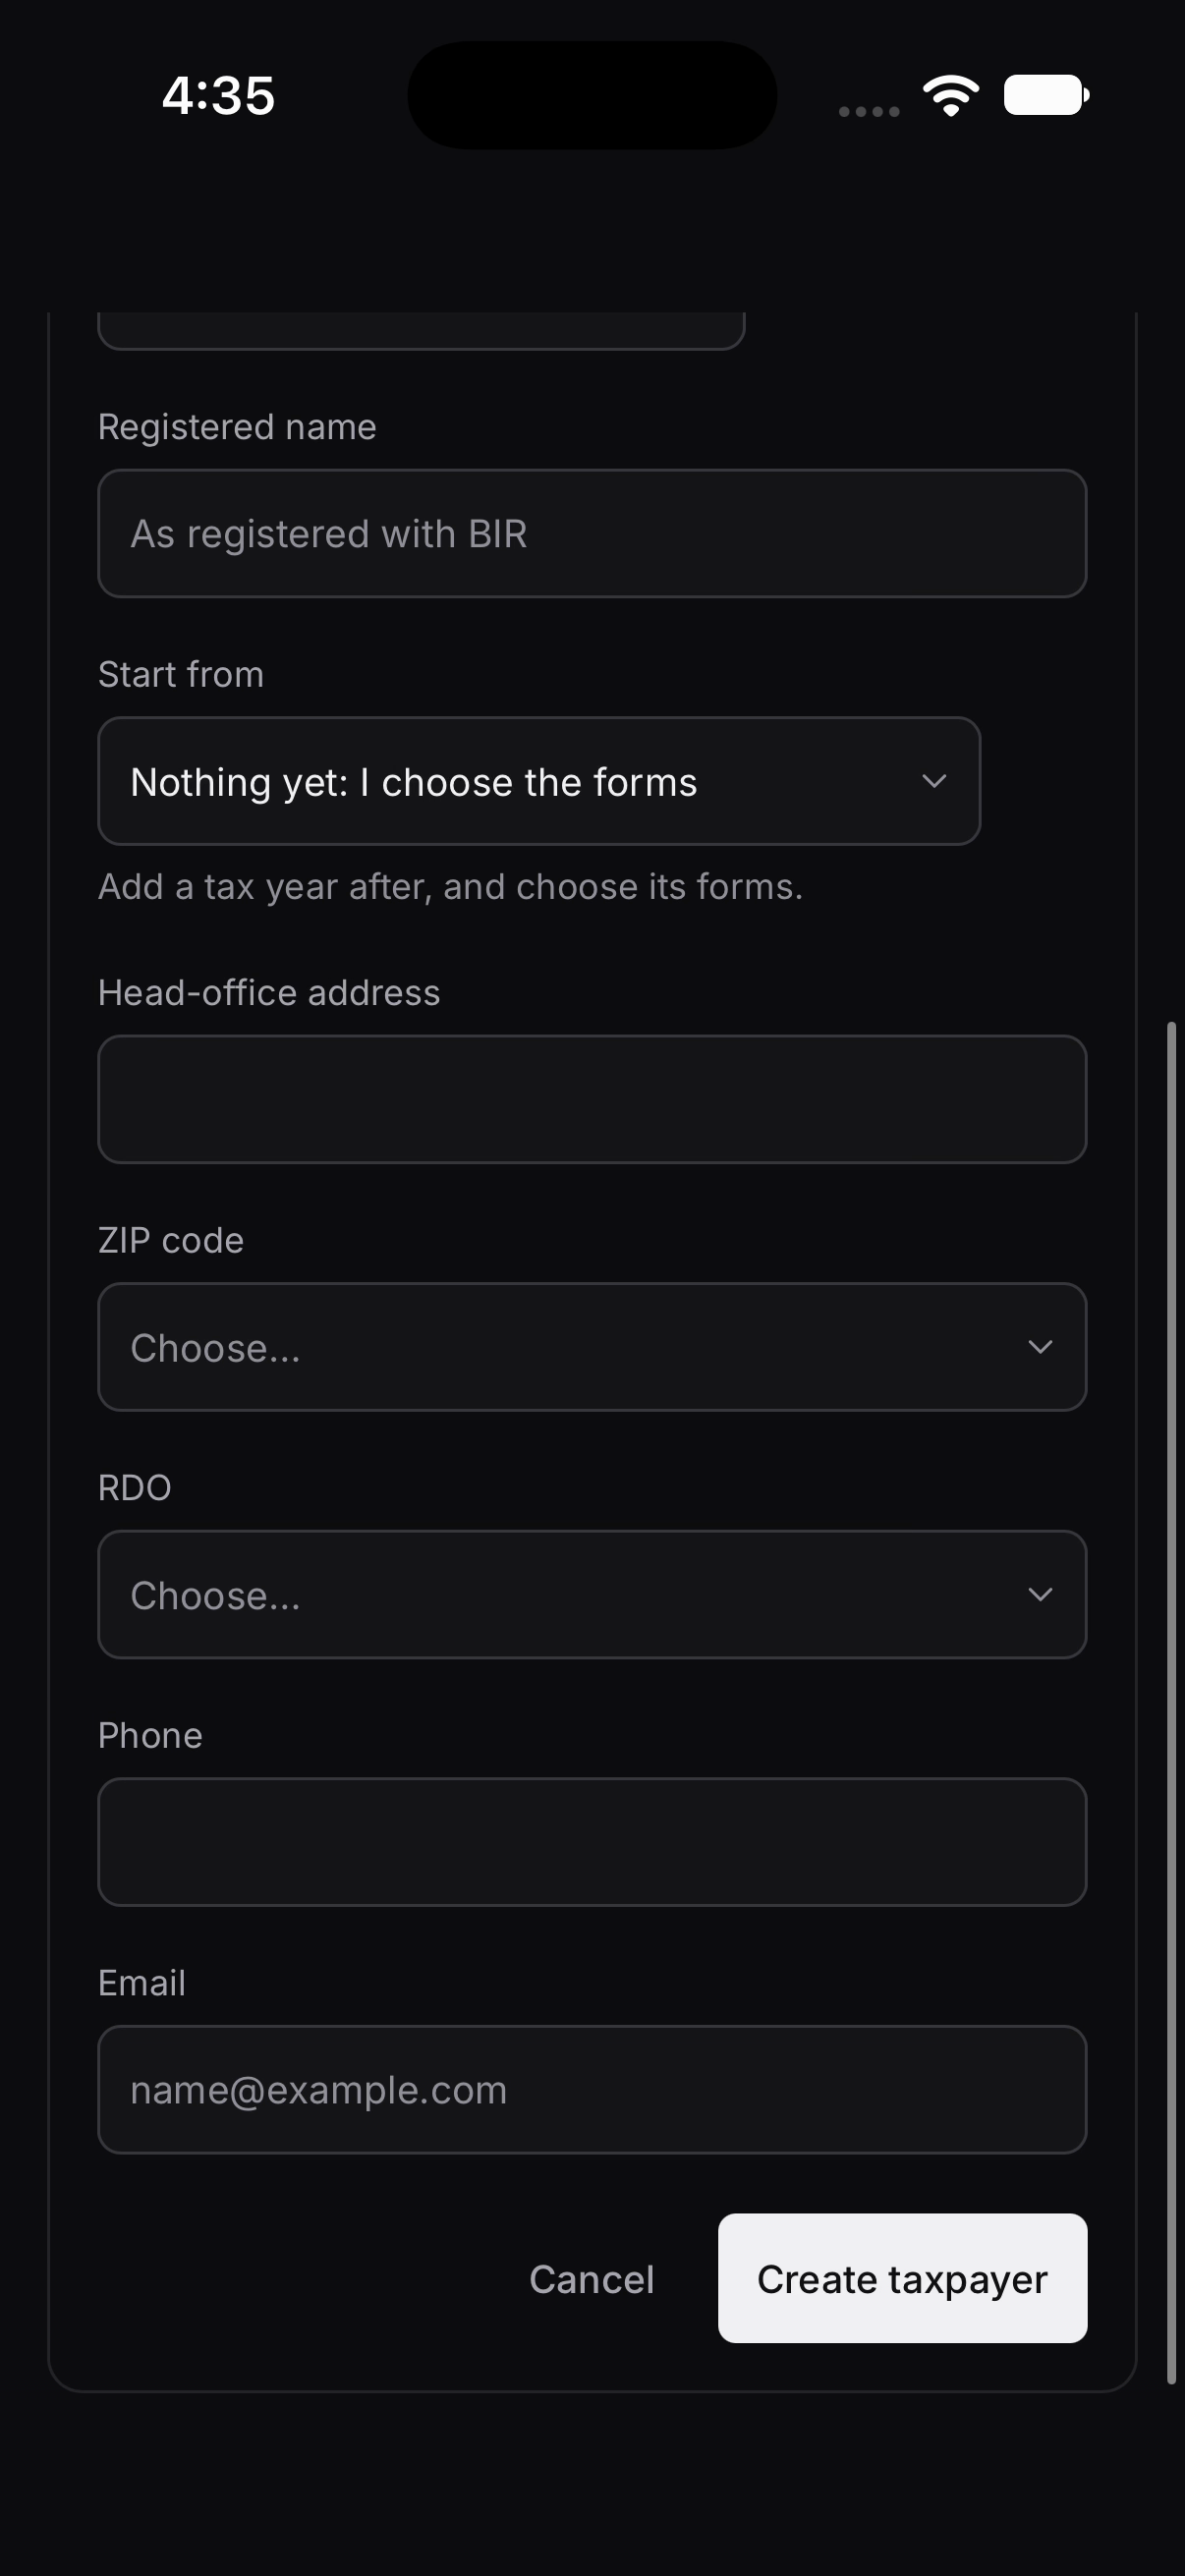 4:35
Registered name
As registered with BIR
Start from
Nothing yet: I choose the forms
Add a tax year after, and choose its forms.
Head-office address
ZIP code
Choose...
RDO
Choose...
Phone
Email
name@example.com
Cancel
Create taxpayer